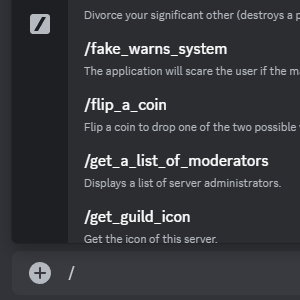 Divorce your significant other (destroys a
/fake_warns_system
The application will scare the user if the
/flip_a_coin
Flip a coin to drop one of the two possible
/get_a_list_of_moderators
Displays a list of server administrators.
/get_guild_icon
Get the icon of this server.
/